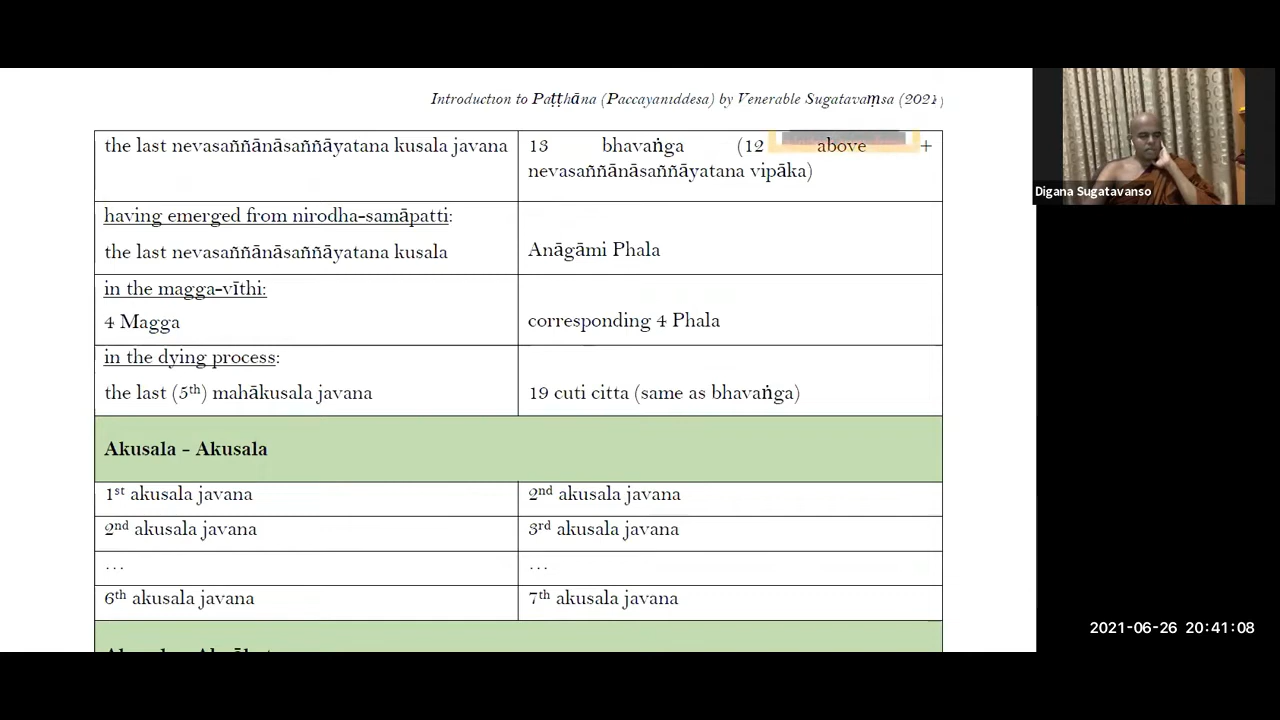 Introduction to Paṭṭhāna (Paccayaniddesa) by Venerable Sugatavaṃsa (2021)
the last nevasaññānāsaññāyatana kusala javana
13 bhavaṅga (12 above +
nevasaññānāsaññāyatana vipāka)
having emerged from nirodha-samāpatti:
the last nevasaññānāsaññāyatana kusala
Anāgāmi Phala
in the magga-vīthi:
4 Magga
corresponding 4 Phala
in the dying process:
the last (5th) mahākusala javana
19 cuti citta (same as bhavaṅga)
Akusala - Akusala
1st akusala javana
2nd akusala javana
2nd akusala javana
3rd akusala javana
...
...
6th akusala javana
7th akusala javana
Digana Sugatavanso
2021-06-26 20:41:08